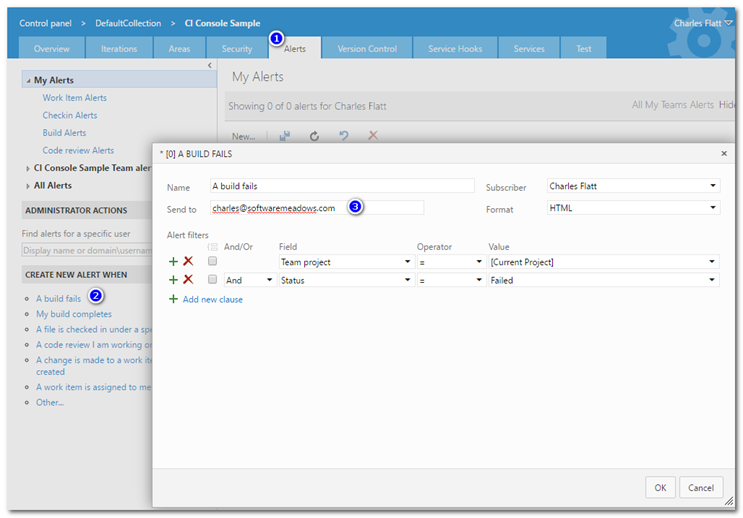 Control panel > DefaultCollection > CI Console Sample
Charles Flatt
1
Overview Iterations Areas Security Alerts Version Control Service Hooks Services Test
My Alerts
Work Item Alerts
Checkin Alerts
Build Alerts
Code review Alerts
CI Console Sample Team aler
All Alerts
ADMINISTRATOR ACTIONS
Find alerts for a specific user
Display name or domain\usernam
CREATE NEW ALERT WHEN
A build fails 2
My build completes
A file is checked in under a spe
A code review I am working on
A change is made to a work ite
created
A work item is assigned to me
Other...
My Alerts
Showing 0 of 0 alerts for Charles Flatt
All My Teams Alerts Hide
New...
* [0] A BUILD FAILS
Name A build fails Subscriber Charles Flatt
Send to charles@softwaremeadows.com 3 Format HTML
Alert filters
And/Or Field Operator Value
Team project = [Current Project]
And Status = Failed
Add new clause
OK Cancel